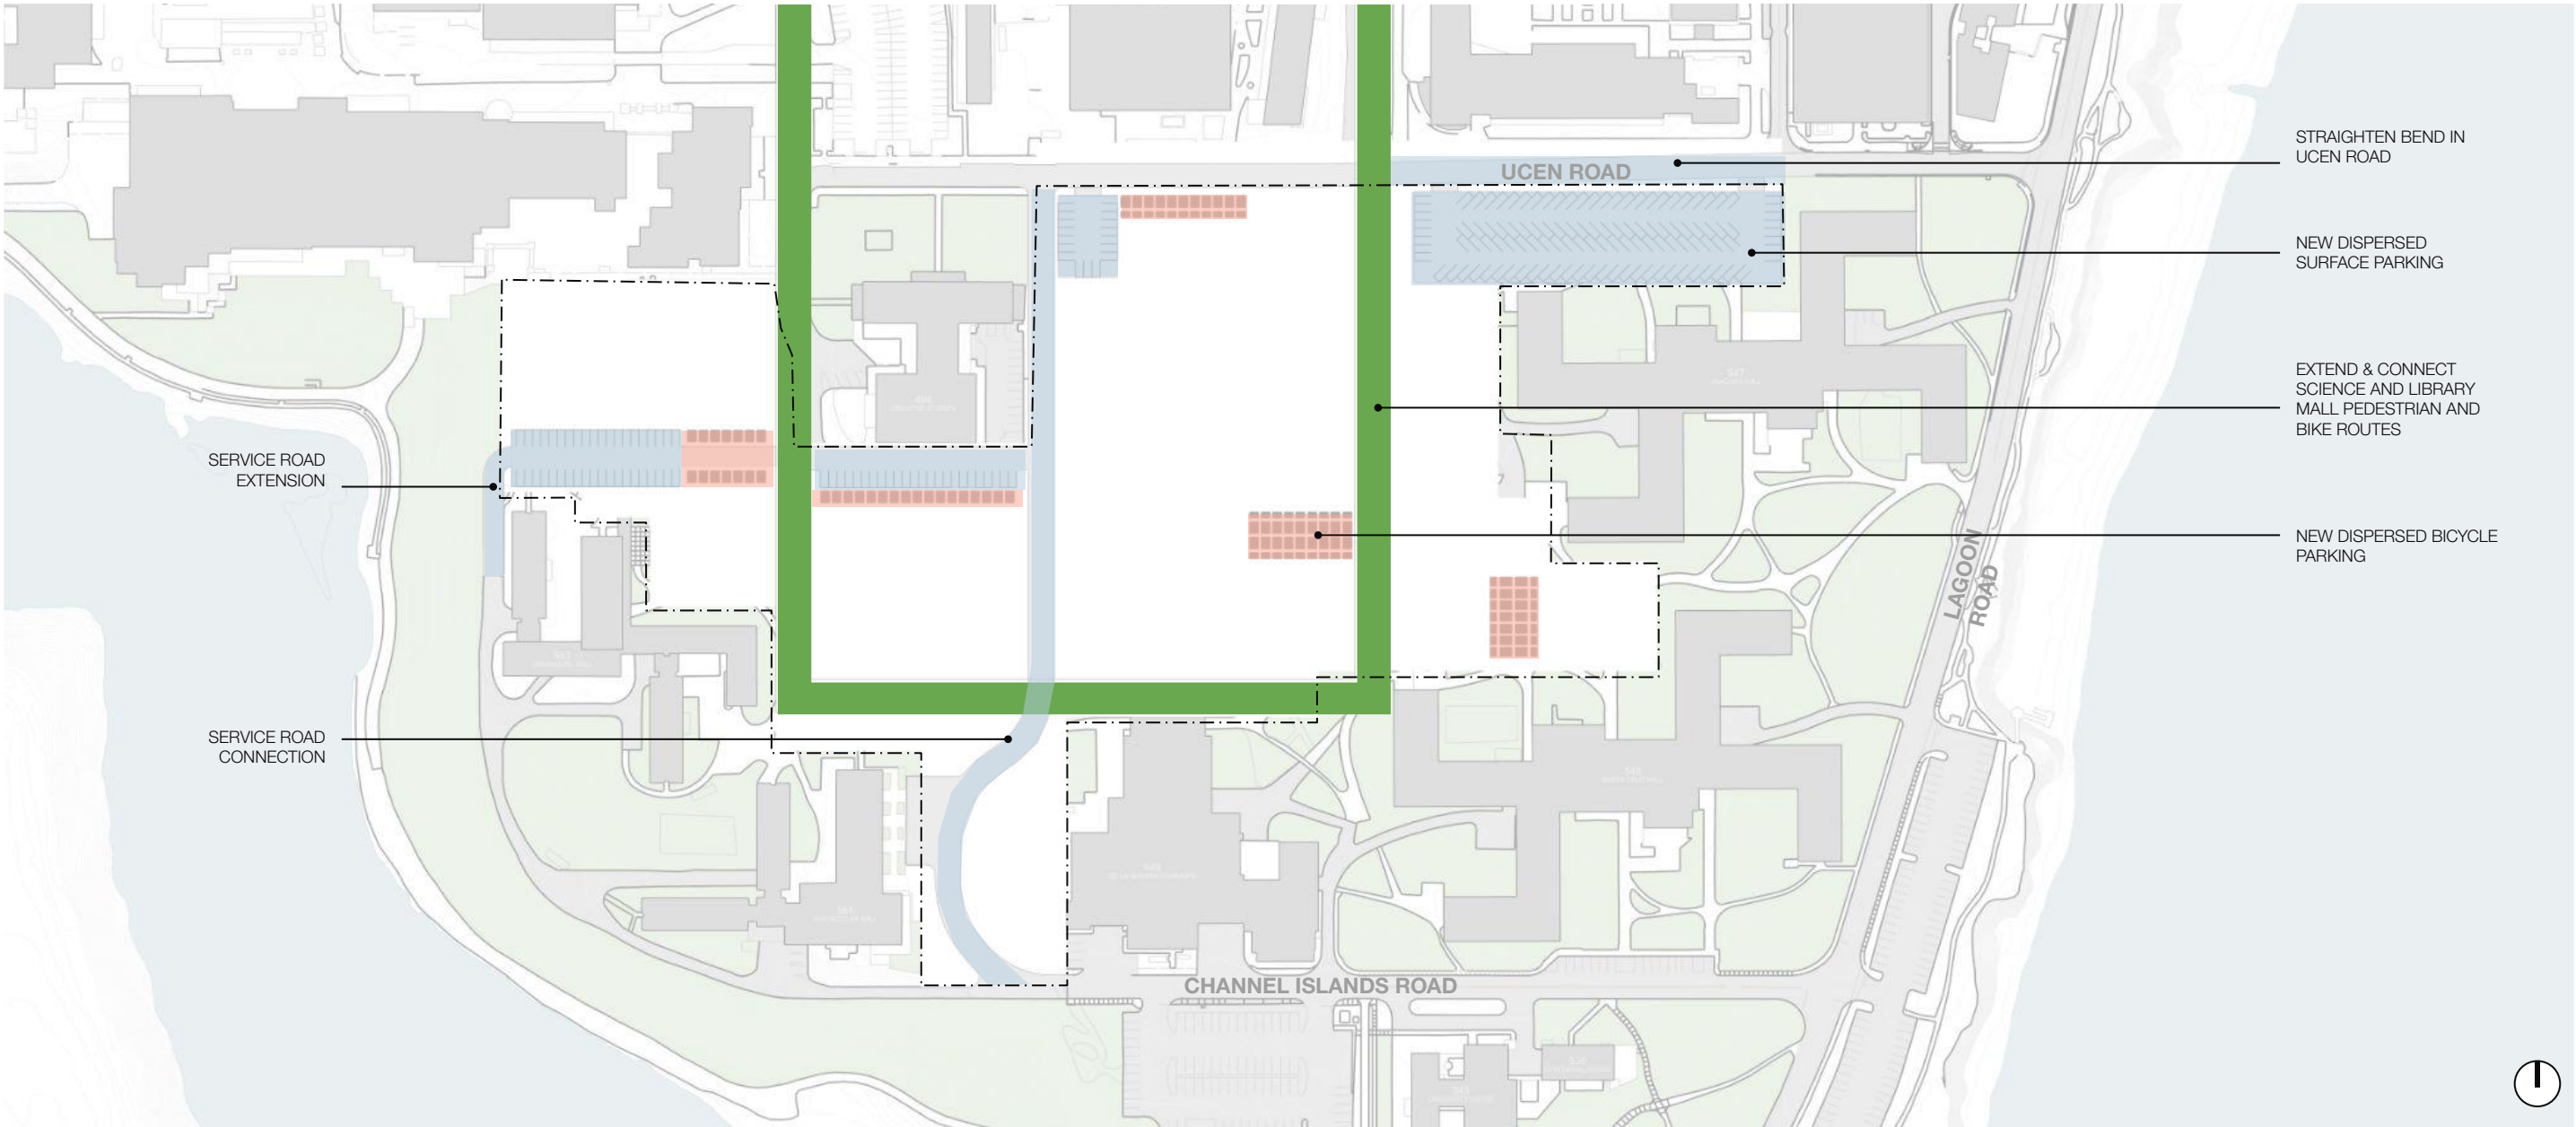 STRAIGHTEN BEND IN
UCEN ROAD
UCEN ROAD
NEW DISPERSED
SURFACE PARKING
EXTEND & CONNECT
SCIENCE AND LIBRARY
MALL PEDESTRIAN AND
BIKE ROUTES
SERVICE ROAD
EXTENSION
NEW DISPERSED BICYCLE
PARKING
LAGOON
ROAD
SERVICE ROAD
CONNECTION
CHANNEL ISLANDS ROAD